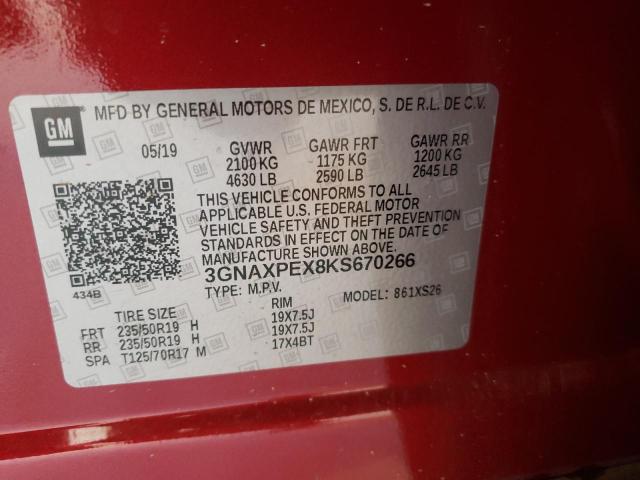 GM
MFD BY GENERAL MOTORS DE MEXICO, S. DE R.L. DE C.V.
05/19 GVWR GAWR FRT GAWR RR
2100 KG 1175 KG 1200 KG
4630 LB 2590 LB 2645 LB
THIS VEHICLE CONFORMS TO ALL
APPLICABLE U.S. FEDERAL MOTOR
VEHICLE SAFETY AND THEFT PREVENTION
STANDARDS IN EFFECT ON THE DATE OF
MANUFACTURE SHOWN ABOVE.
3GNAXPEX8KS670266
434B TYPE: M.P.V. MODEL: 861XS26
TIRE SIZE RIM
FRT 235/50R19 H 19X7.5J
RR 235/50R19 H 19X7.5J
SPA T125/70R17 M 17X4BT